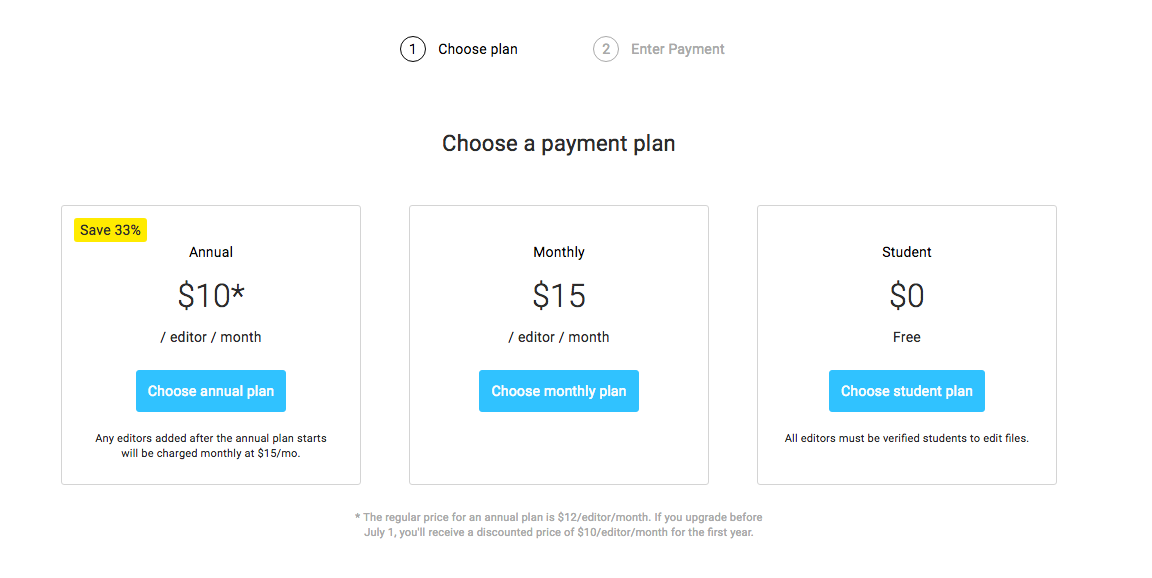 1 Choose plan 2 Enter Payment
Choose a payment plan
Save 33%
Annual
$10*
/ editor / month
Choose annual plan
Any editors added after the annual plan starts
will be charged monthly at $15/mo.
Monthly
$15
/ editor / month
Choose monthly plan
Student
$0
Free
Choose student plan
All editors must be verified students to edit files.
* The regular price for an annual plan is $12/editor/month. If you upgrade before
July 1, you'll receive a discounted price of $10/editor/month for the first year.